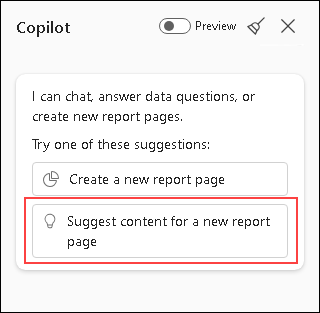 Copilot
Preview
I can chat, answer data questions, or
create new report pages.
Try one of these suggestions:
Create a new report page
Suggest content for a new report
page